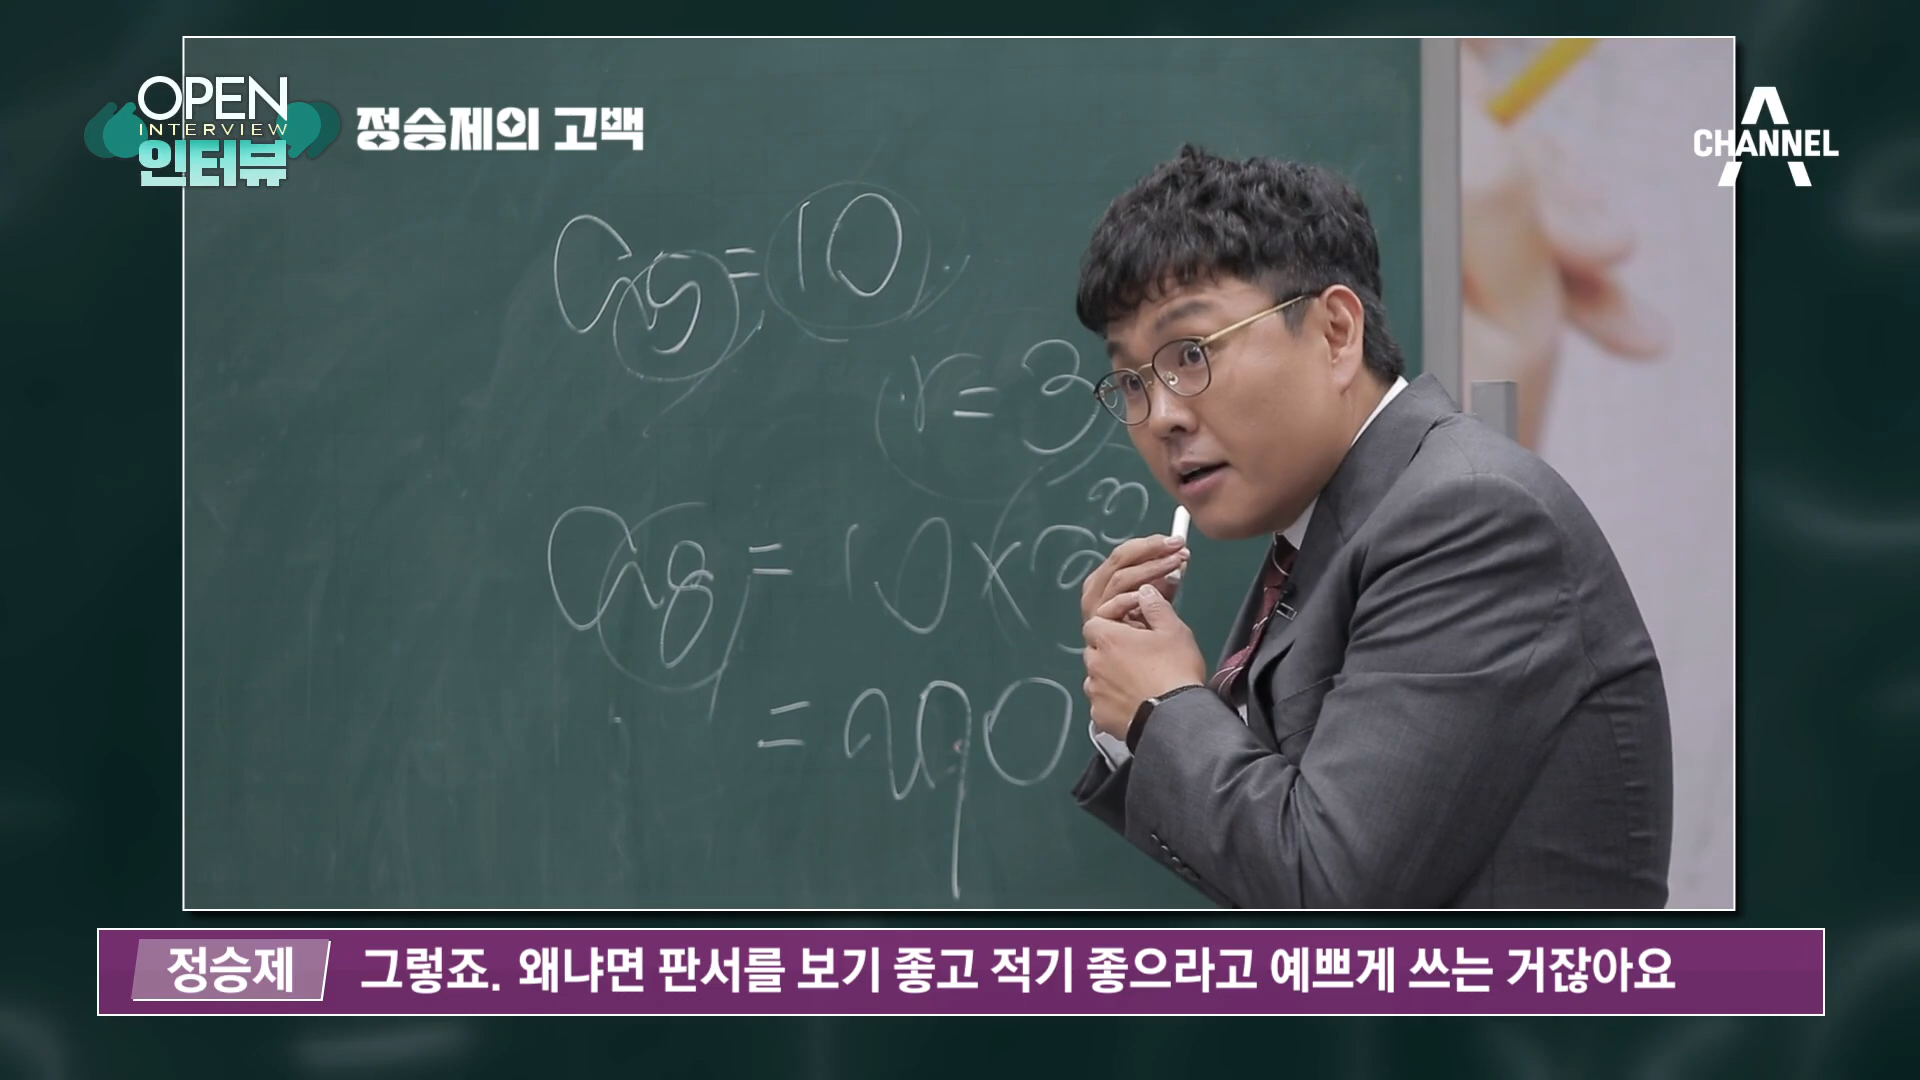 OPEN
INTERVIEW
인터뷰
정승제의 고백
CHANNEL A
a₅ = 10
r = 3
a₈ = 10 × 3³
= 290
정승제 그렇죠. 왜냐면 판서를 보기 좋고 적기 좋으라고 예쁘게 쓰는 거잖아요